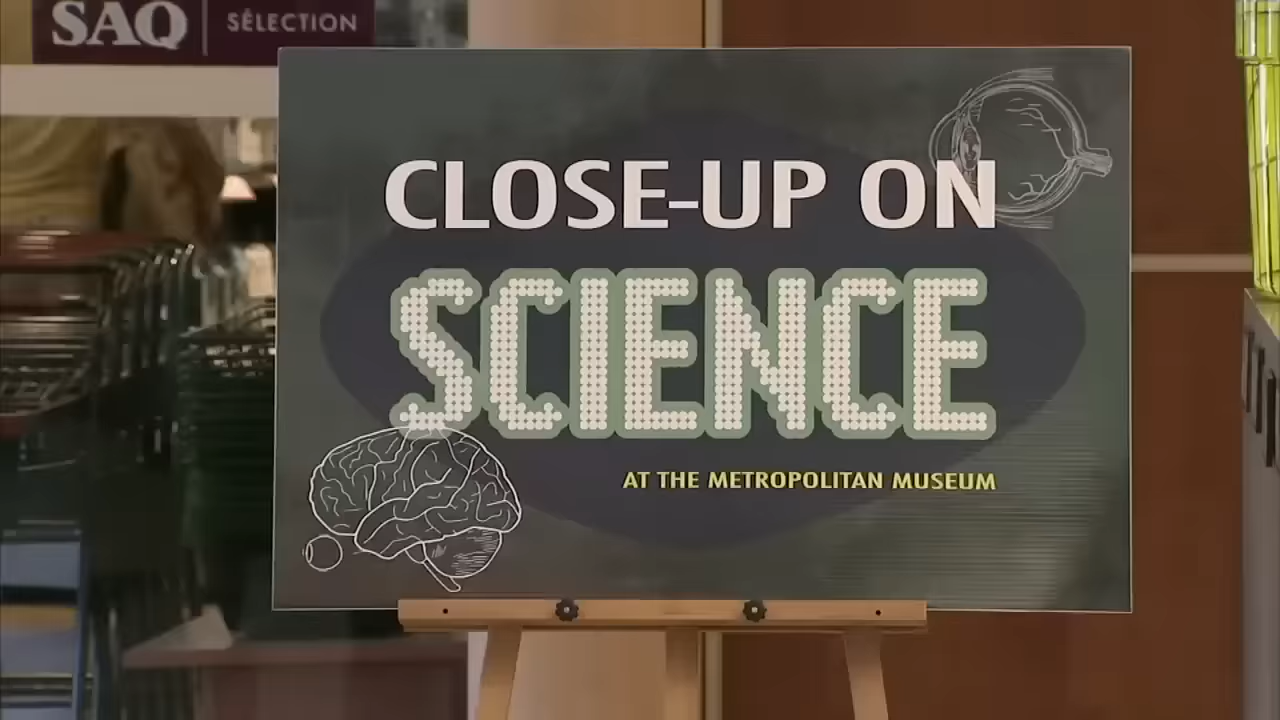 SAQ SÉLECTION
CLOSE-UP ON
SCIENCE
AT THE METROPOLITAN MUSEUM